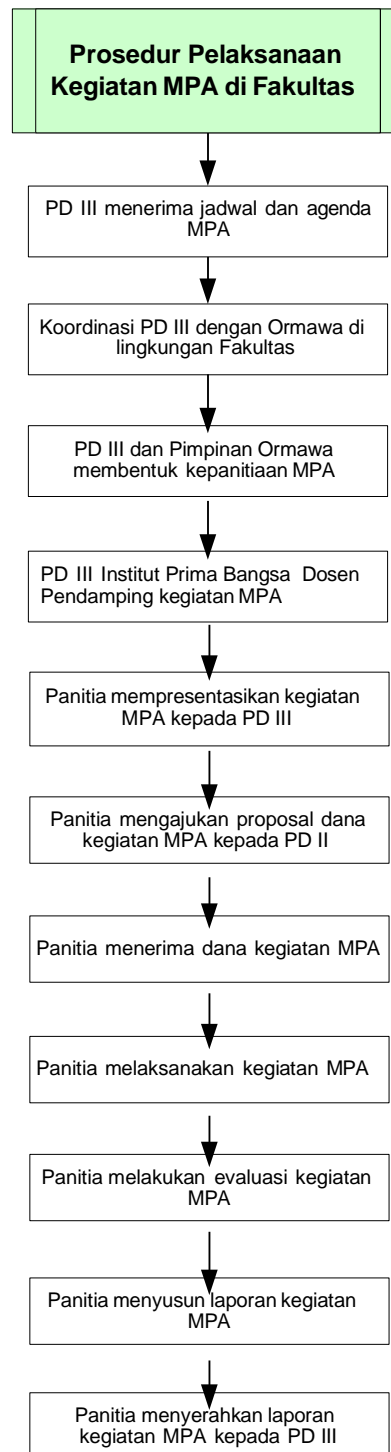 Prosedur Pelaksanaan
Kegiatan MPA di Fakultas
PD III menerima jadwal dan agenda
MPA
Koordinasi PD III dengan Ormawa di
lingkungan Fakultas
PD III dan Pimpinan Ormawa
membentuk kepanitiaan MPA
PD III Institut Prima Bangsa Dosen
Pendamping kegiatan MPA
Panitia mempresentasikan kegiatan
MPA kepada PD III
Panitia mengajukan proposal dana
kegiatan MPA kepada PD II
Panitia menerima dana kegiatan MPA
Panitia melaksanakan kegiatan MPA
Panitia melakukan evaluasi kegiatan
MPA
Panitia menyusun laporan kegiatan
MPA
Panitia menyerahkan laporan
kegiatan MPA kepada PD III